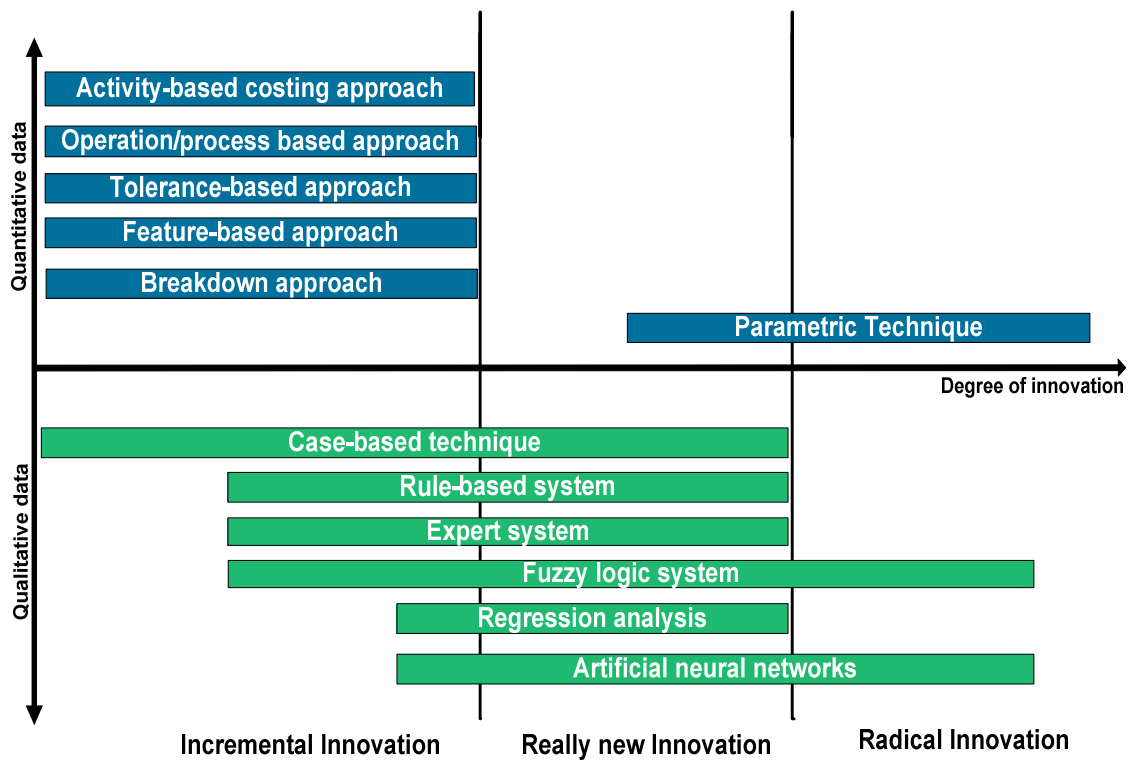 Activity-based costing approach
Operation/process based approach
Tolerance-based approach
Feature-based approach
Breakdown approach
Parametric Technique
Quantitative data
Degree of innovation
Case-based technique
Rule-based system
Expert system
Fuzzy logic system
Regression analysis
Artificial neural networks
Qualitative data
Incremental Innovation
Really new Innovation
Radical Innovation